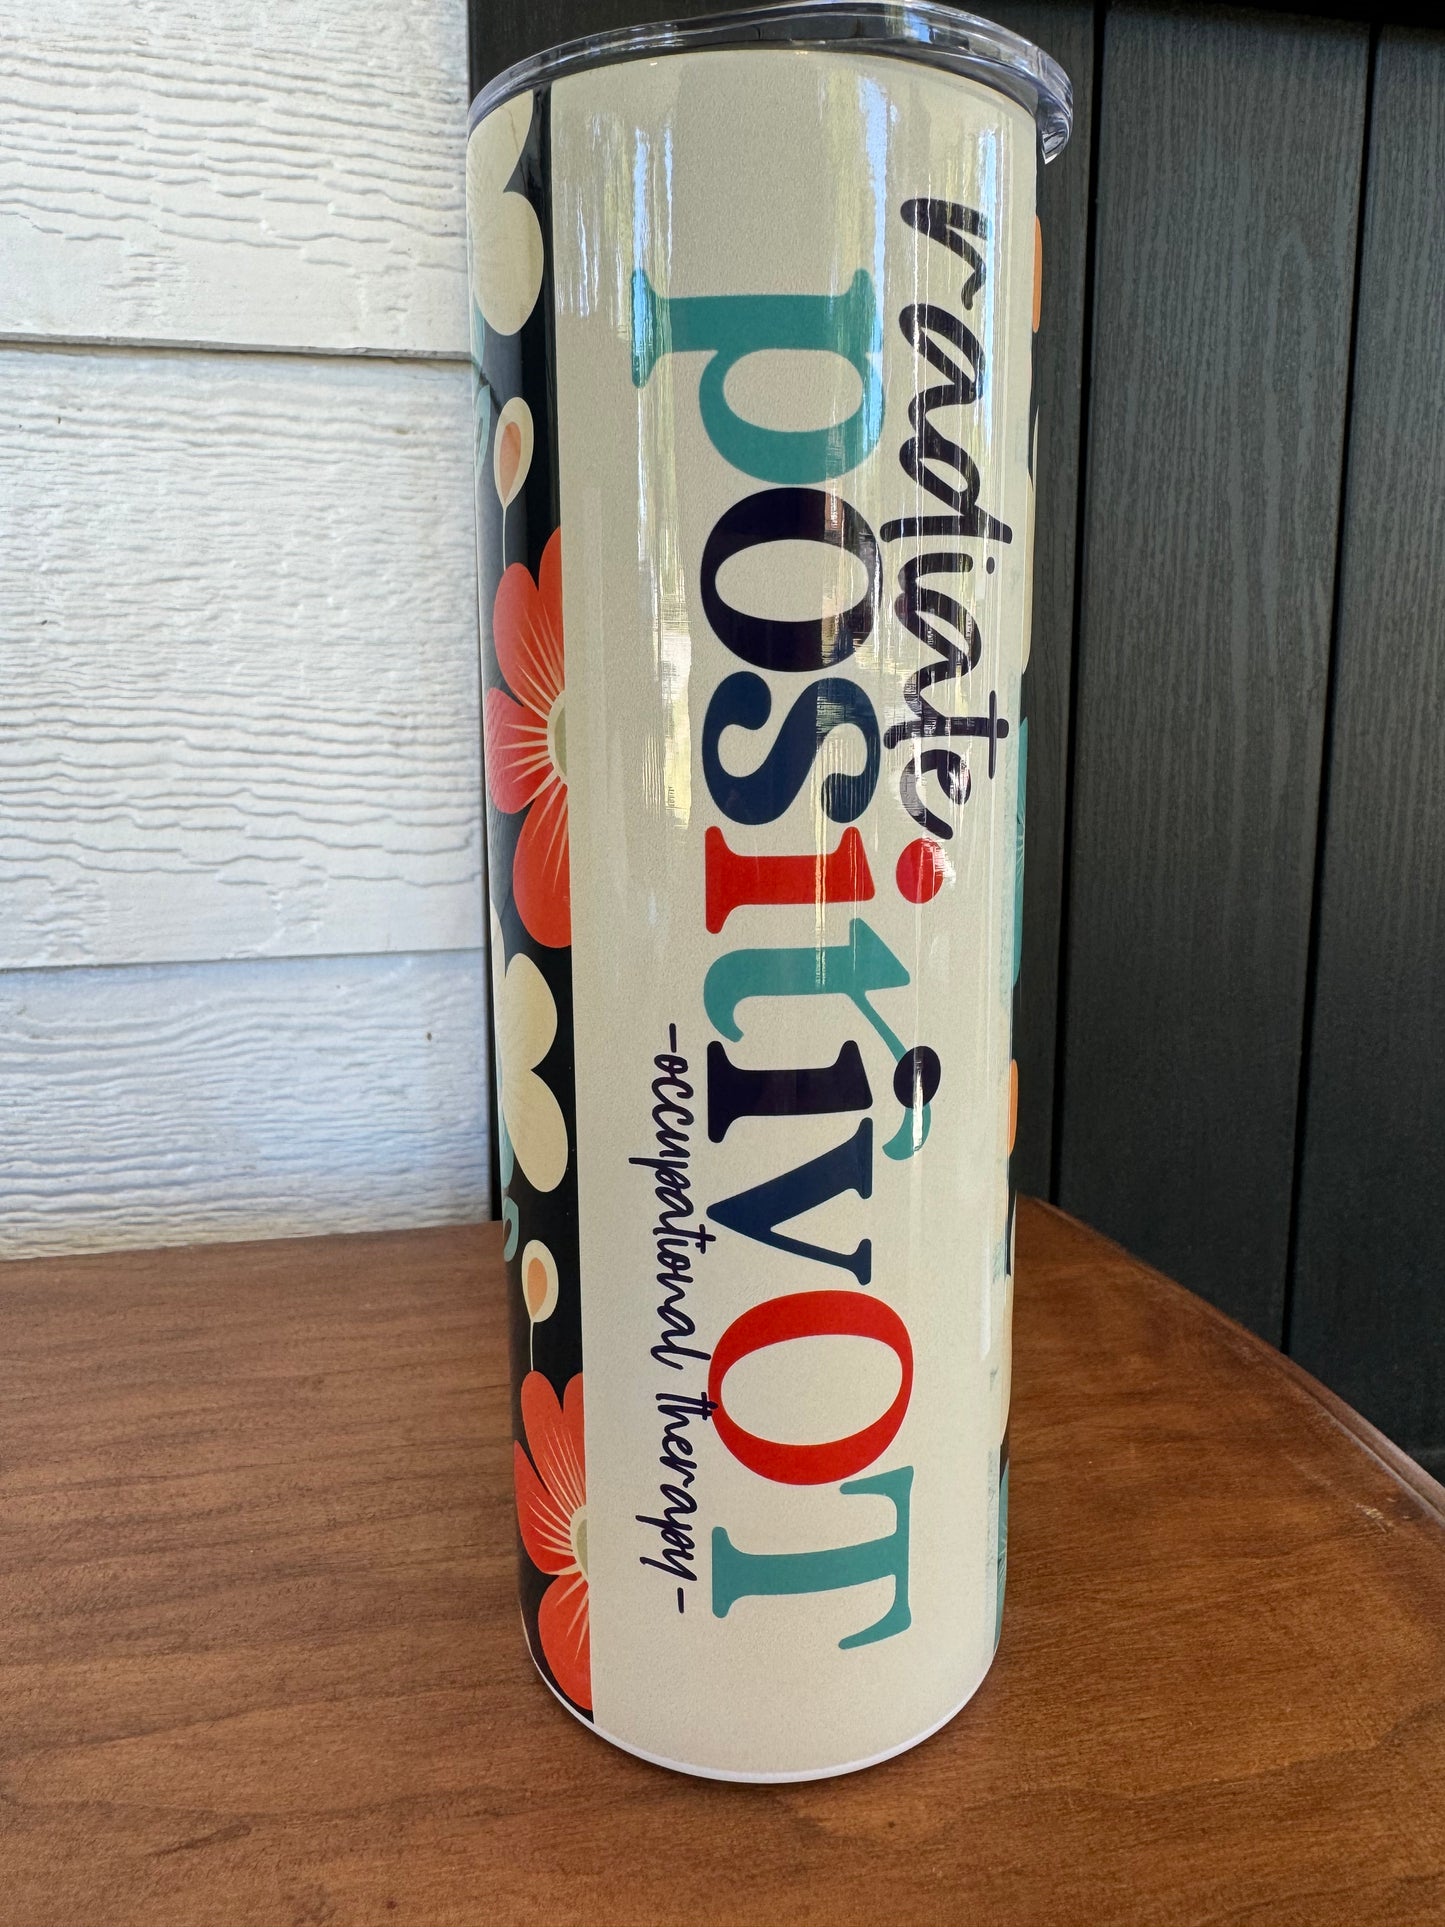 radiate
positivOT
-occupational therapy-